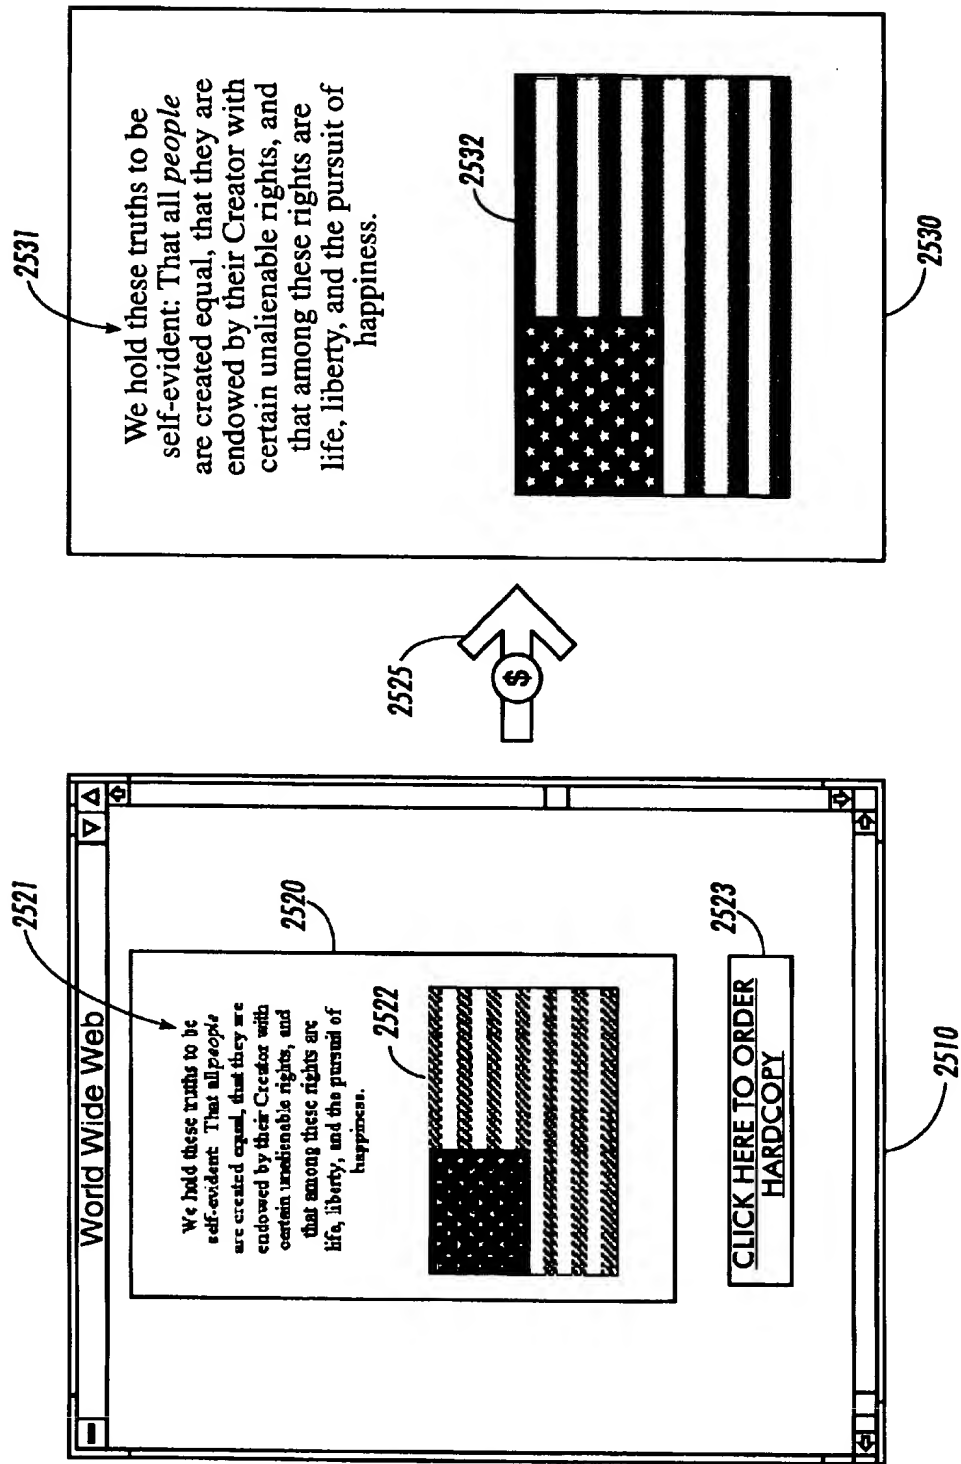 World Wide Web
2521
We hold these truths to be
self-evident: That all people
are created equal, that they are
endowed by their Creator with
certain unalienable rights, and
that among these rights are
life, liberty, and the pursuid of
happiness.
2520
2522
CLICK HERE TO ORDER
HARDCOPY
2523
2510
2525
$
2531
We hold these truths to be
self-evident: That all people
are created equal, that they are
endowed by their Creator with
certain unalienable rights, and
that among these rights are
life, liberty, and the pursuit of
happiness.
2532
2530